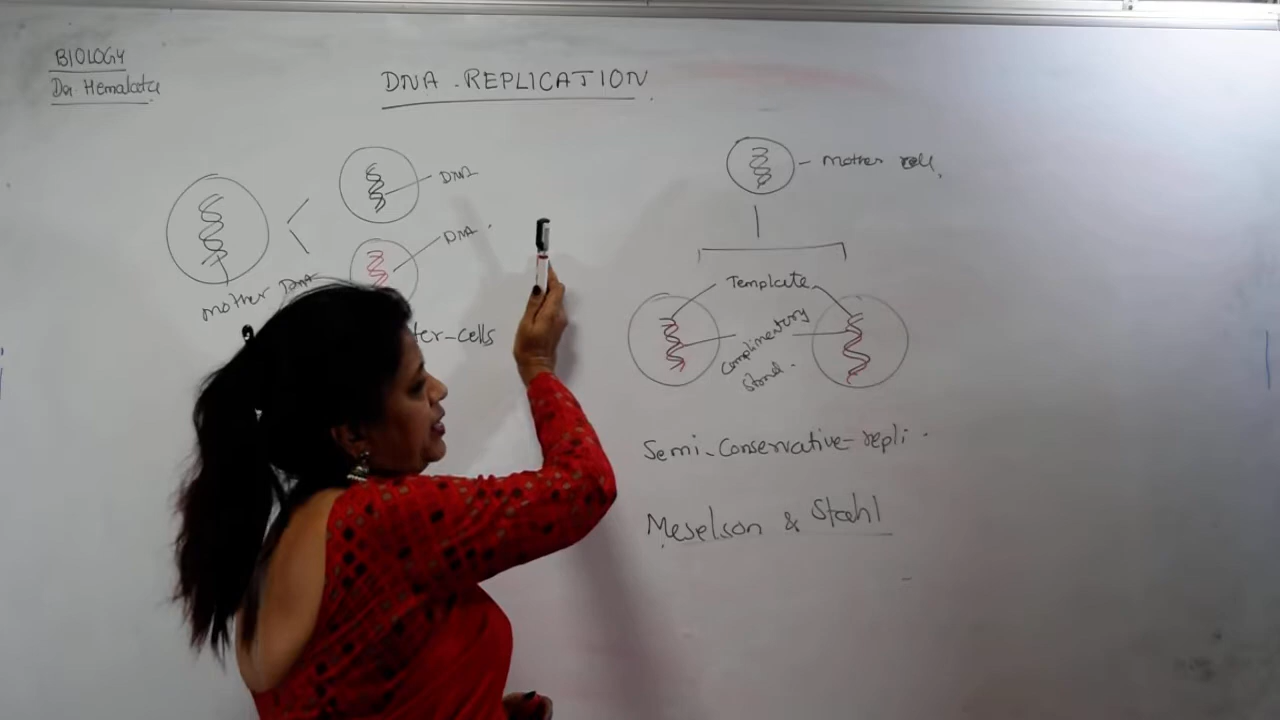 BIOLOGY
Dr. Hemalata
DNA REPLICATION
DNA
DNA
mother DNA
ter-cells
mother cell
Template
Complimentary
Semi-Conservative-repli.
Meselson & Stahl